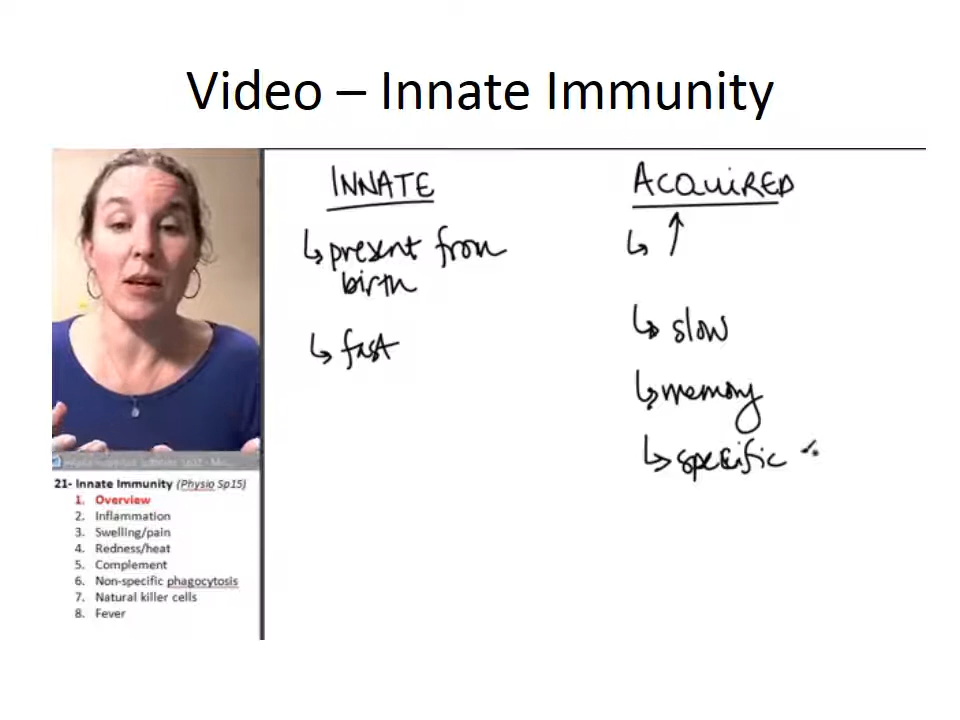 Video – Innate Immunity
INNATE
↳ present from
birth
↳ fast
ACQUIRED
↳ ↑
↳ slow
↳ memory
↳ specific
21- Innate Immunity (Physio Sp15)
1. Overview
2. Inflammation
3. Swelling/pain
4. Redness/heat
5. Complement
6. Non-specific phagocytosis
7. Natural killer cells
8. Fever